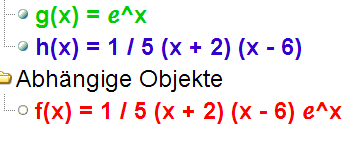 g(x) = e^x
h(x) = 1 / 5 (x + 2) (x - 6)
Abhängige Objekte
f(x) = 1 / 5 (x + 2) (x - 6) e^x